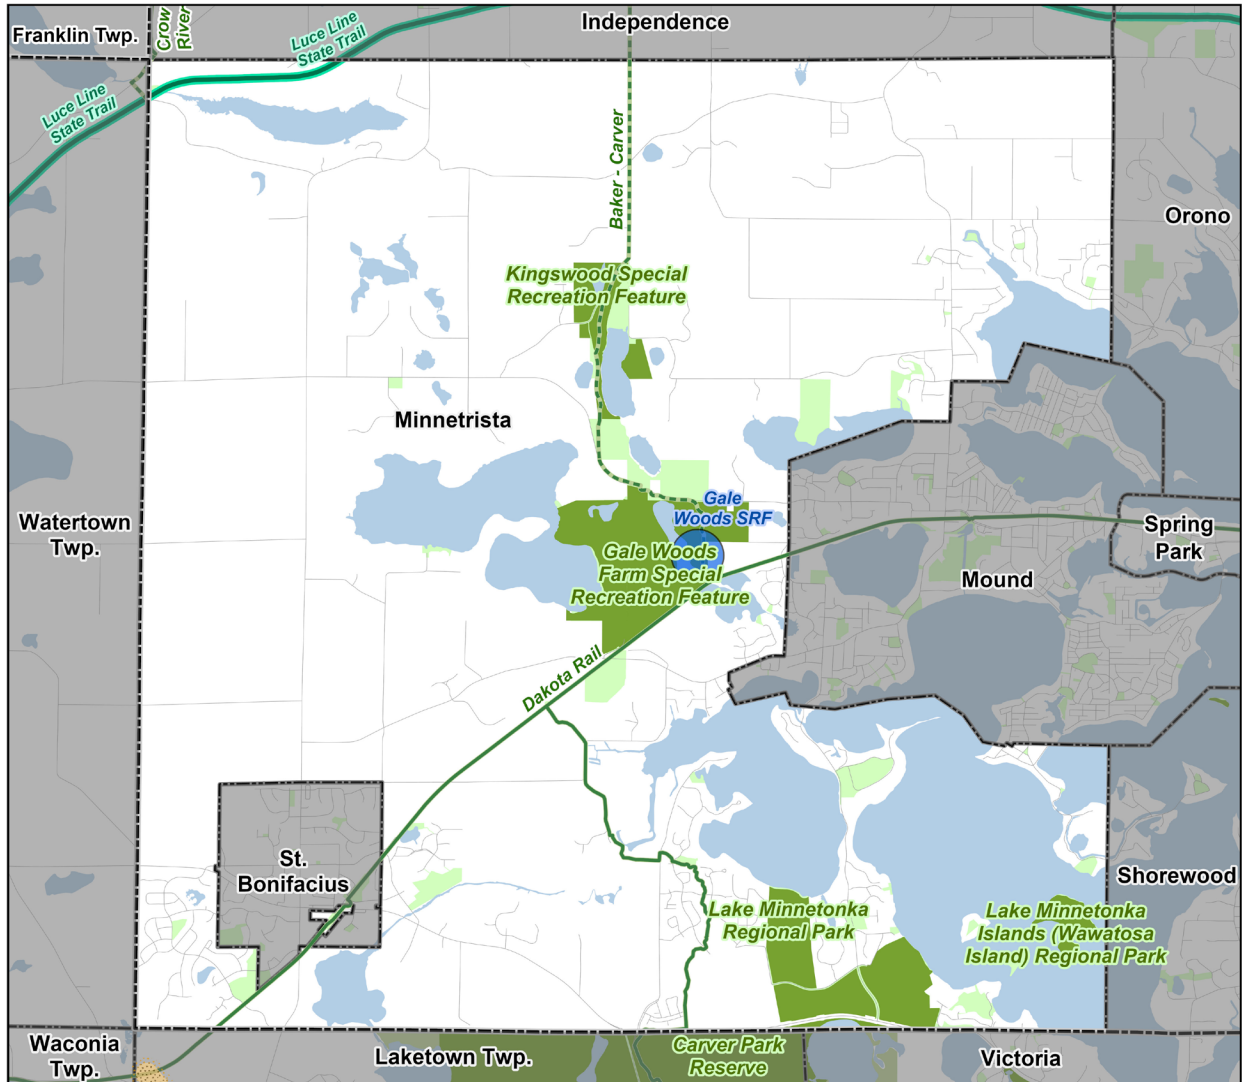 Independence
Franklin Twp.
Crow
River
Luce Line
State Trail
Luce Line
State Trail
Baker - Carver
Orono
Kingswood Special
Recreation Feature
Minnetrista
Gale
Woods SRF
Watertown
Twp.
Spring
Park
Gale Woods
Farm Special
Recreation Feature
Mound
Dakota Rail
St.
Bonifacius
Shorewood
Lake Minnetonka
Regional Park
Lake Minnetonka
Islands (Wawatosa
Island) Regional Park
Waconia
Twp.
Laketown Twp.
Carver Park
Reserve
Victoria